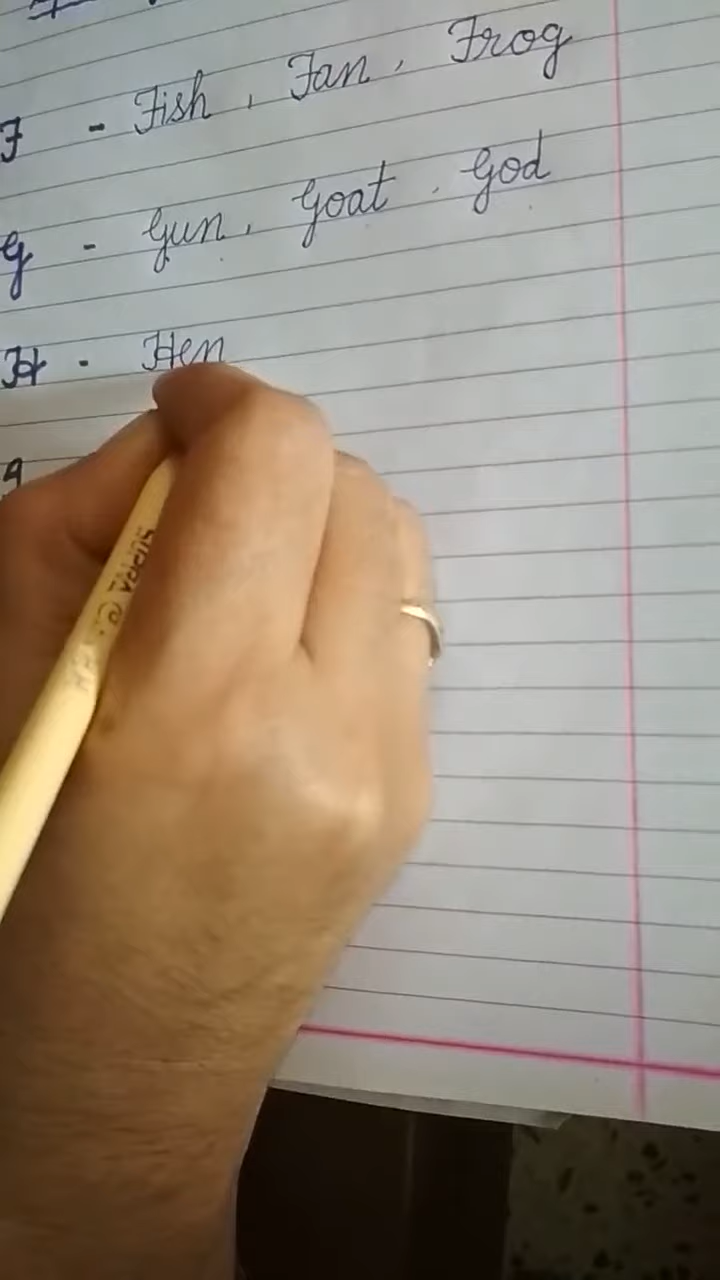 F - Fish, Fan, Frog
G - Gun, Goat, God
H - Hen